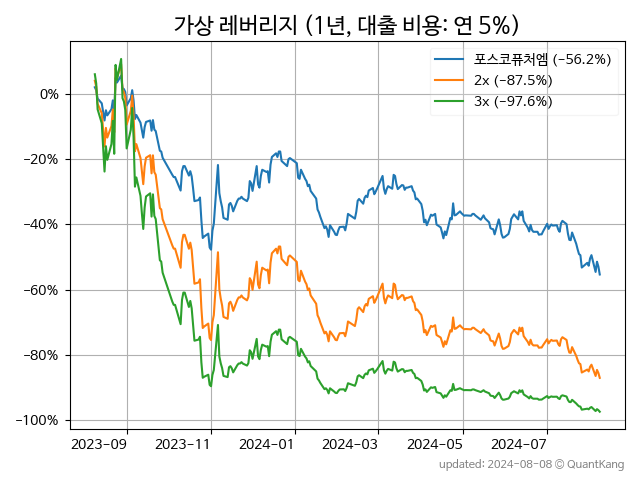 가상 레버리지 (1년, 대출 비용: 연 5%)
포스코퓨처엠 (−56.2%)
2x (−87.5%)
3x (−97.6%)
0%
−20%
−40%
−60%
−80%
−100%
2023-09 2023-11 2024-01 2024-03 2024-05 2024-07
updated: 2024-08-08 © QuantKang